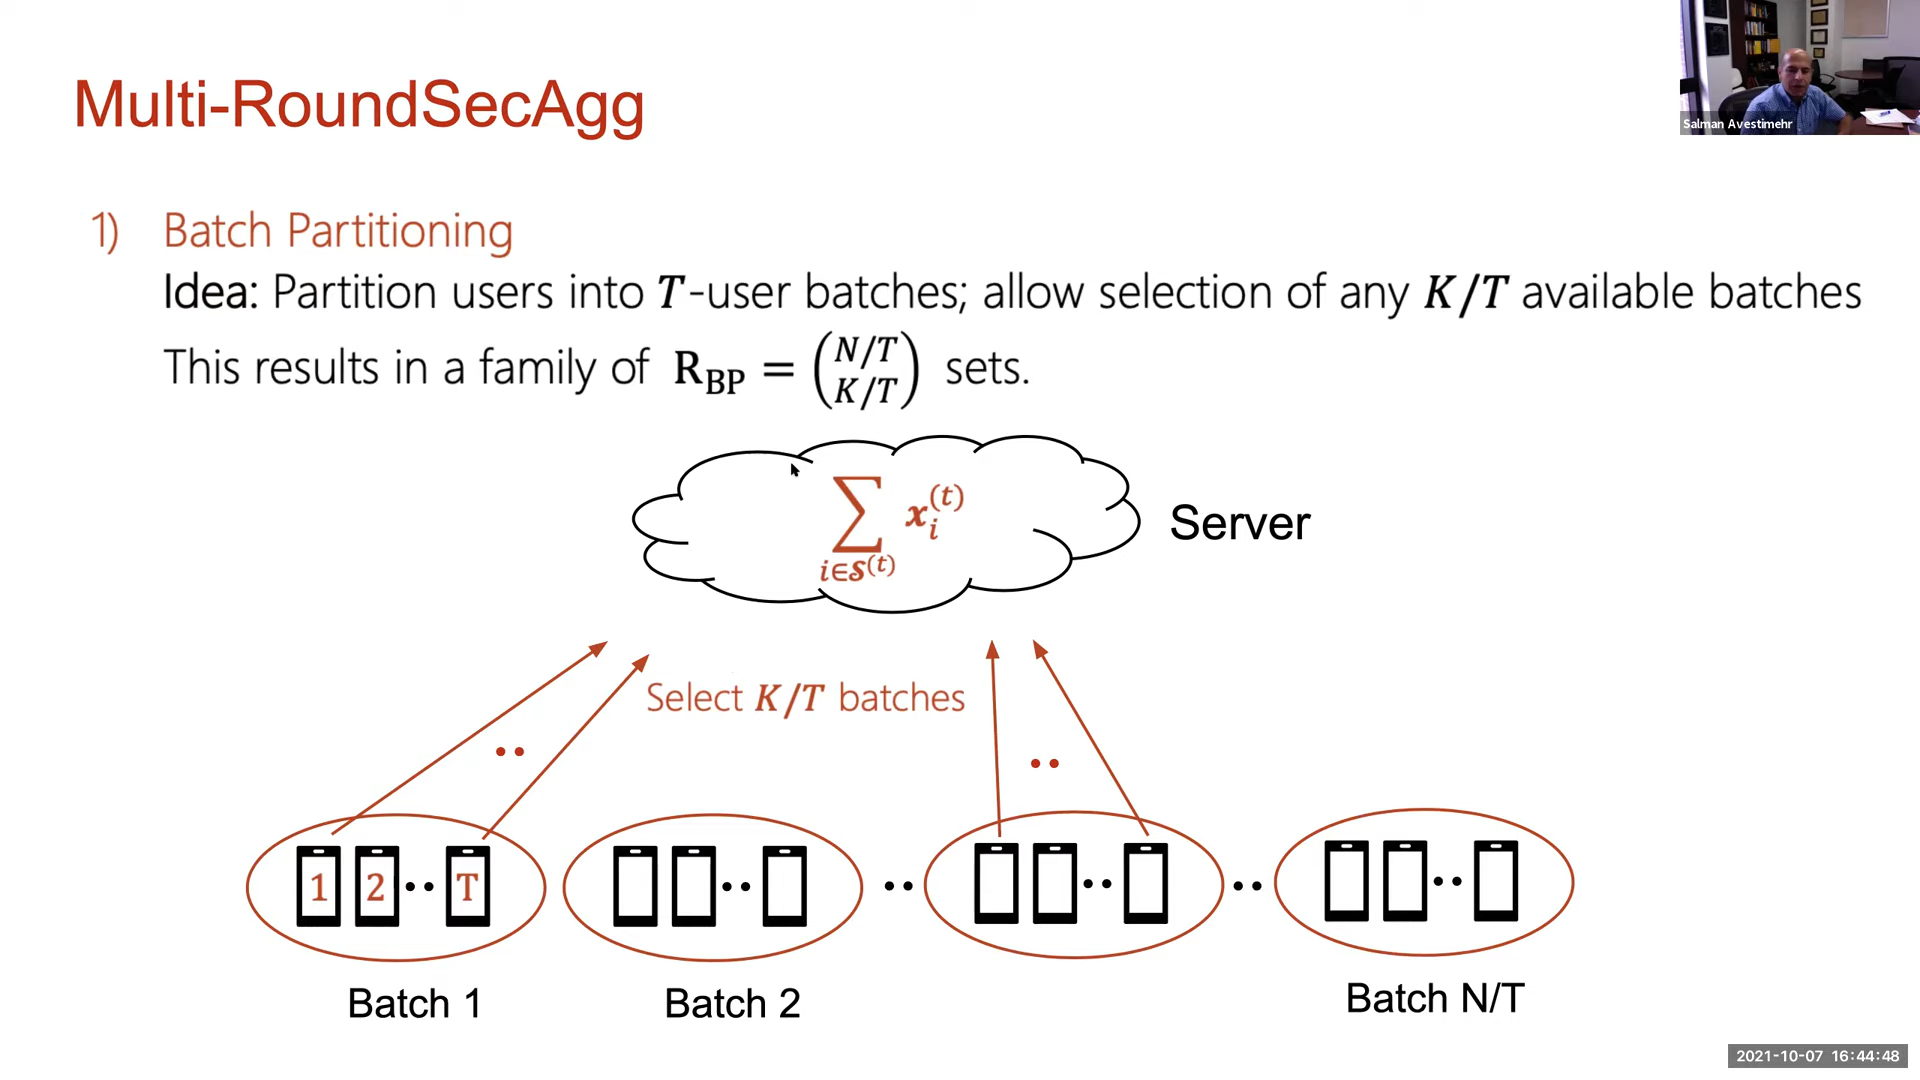 Multi-RoundSecAgg
Salman Avestimehr
1) Batch Partitioning
Idea: Partition users into T-user batches; allow selection of any K/T available batches
This results in a family of R_BP = (N/T K/T) sets.
∑_{i∈S^(t)} x_i^(t)
Server
Select K/T batches
1 2 •• T •• •• •• •• ••
Batch 1 Batch 2 Batch N/T
2021-10-07 16:44:48